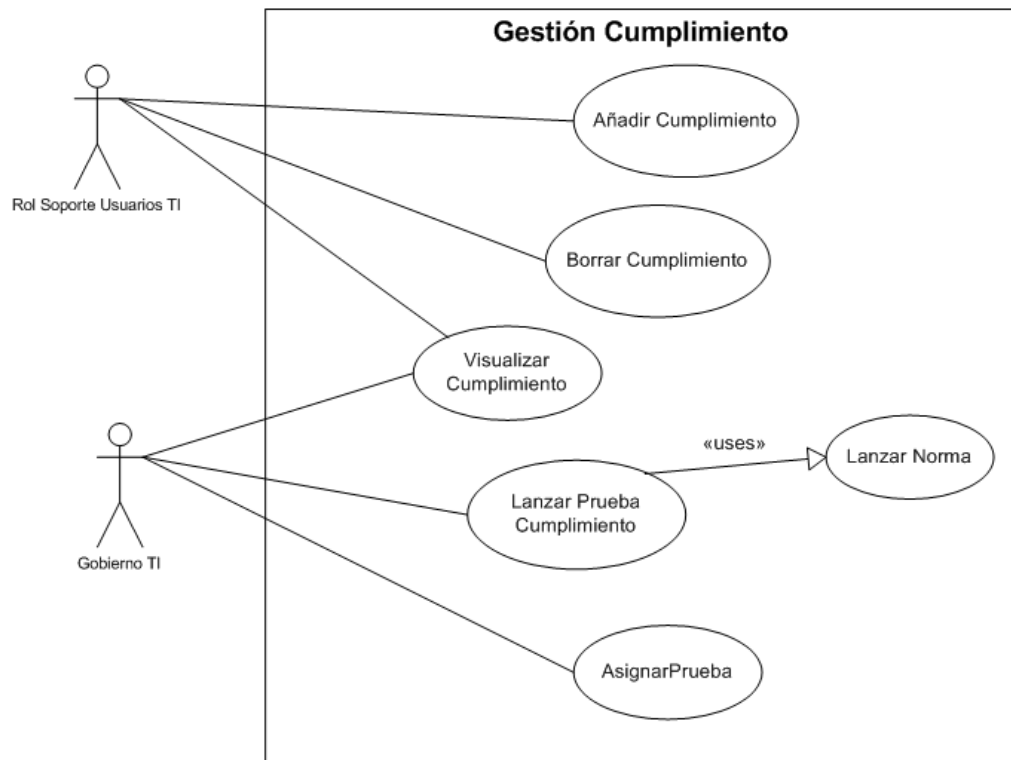 Gestión Cumplimiento
Añadir Cumplimiento
Rol Soporte Usuarios TI
Borrar Cumplimiento
Visualizar
Cumplimiento
«uses»
Lanzar Norma
Lanzar Prueba
Cumplimiento
Gobierno TI
AsignarPrueba